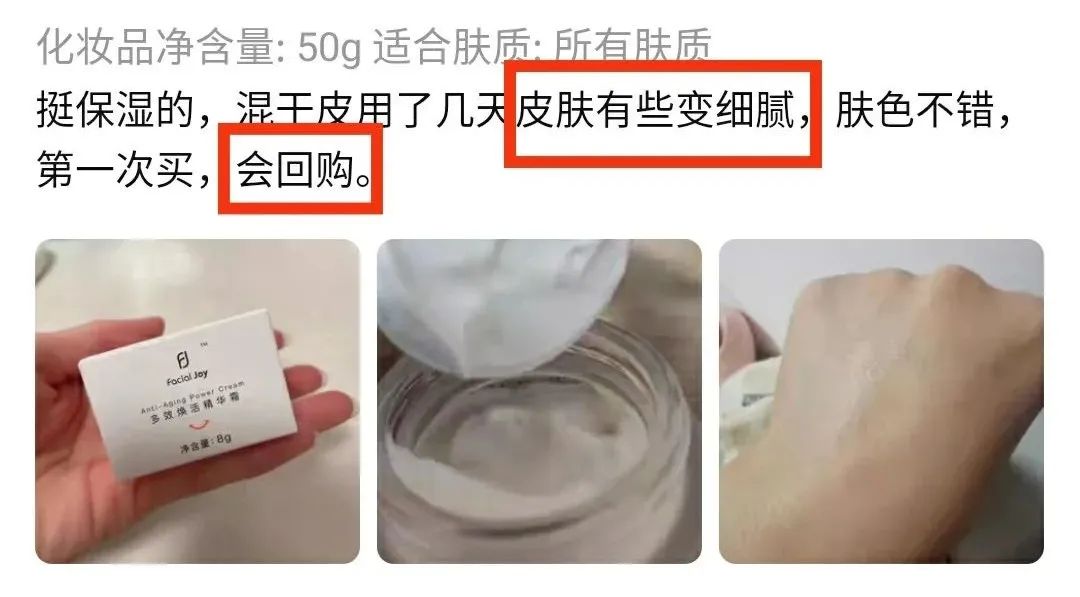 化妆品净含量: 50g 适合肤质: 所有肤质
挺保湿的，混干皮用了几天皮肤有些变细腻，肤色不错，
第一次买，会回购。
TM
Facial Joy
Anti-Aging Power Cream
多效焕活精华霜
净含量：8g